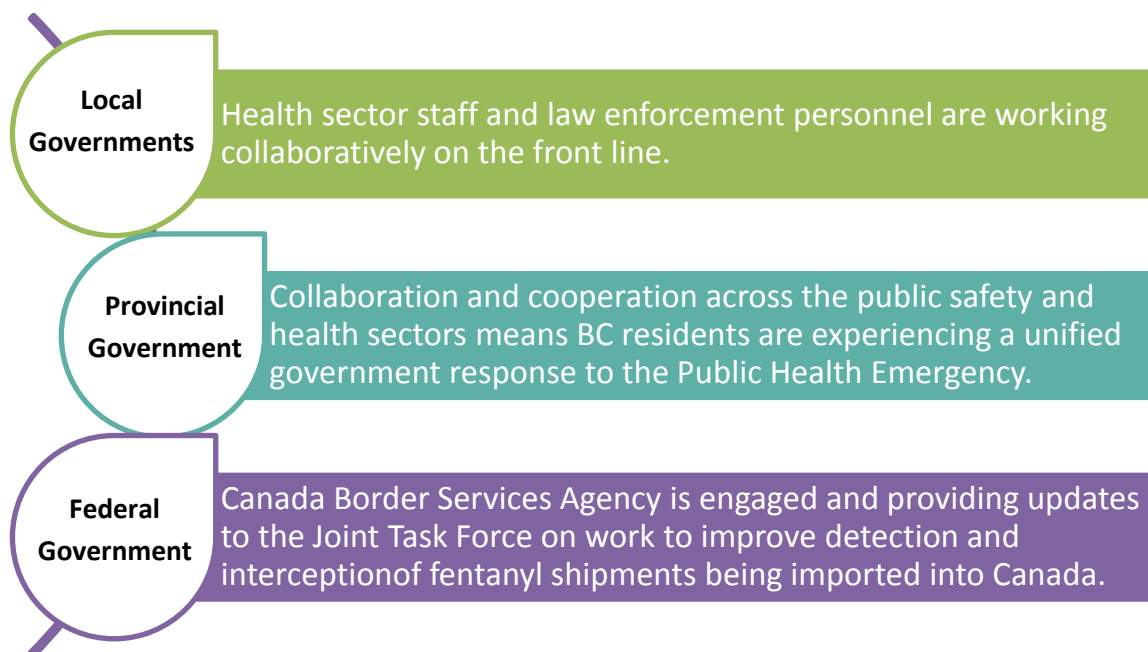 Local
Governments
Health sector staff and law enforcement personnel are working
collaboratively on the front line.
Provincial
Government
Collaboration and cooperation across the public safety and
health sectors means BC residents are experiencing a unified
government response to the Public Health Emergency.
Federal
Government
Canada Border Services Agency is engaged and providing updates
to the Joint Task Force on work to improve detection and
interceptionof fentanyl shipments being imported into Canada.